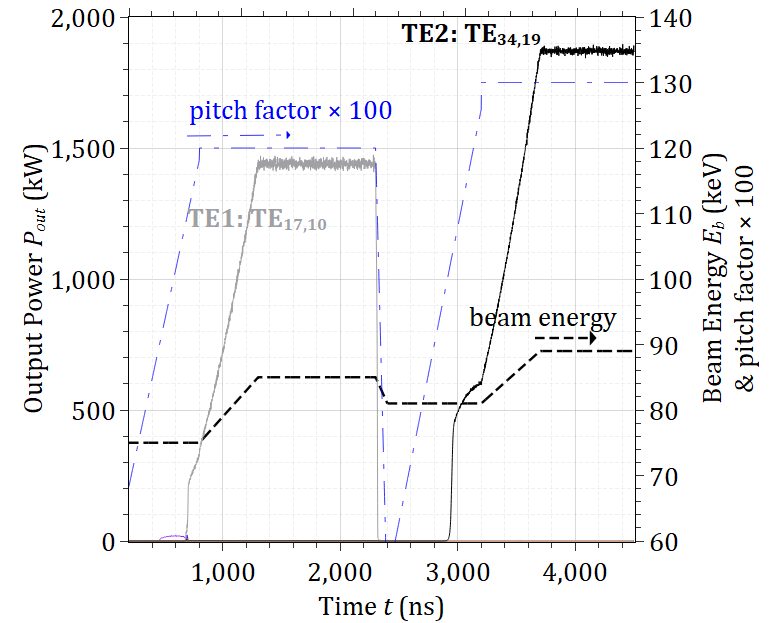 TE2: TE34,19
pitch factor × 100
TE1: TE17,10
beam energy
Output Power Pout (kW)
2,000
1,500
1,000
500
0
1,000
2,000
3,000
4,000
Time t (ns)
140
130
120
110
100
90
80
70
60
Beam Energy Eb (keV)
& pitch factor × 100